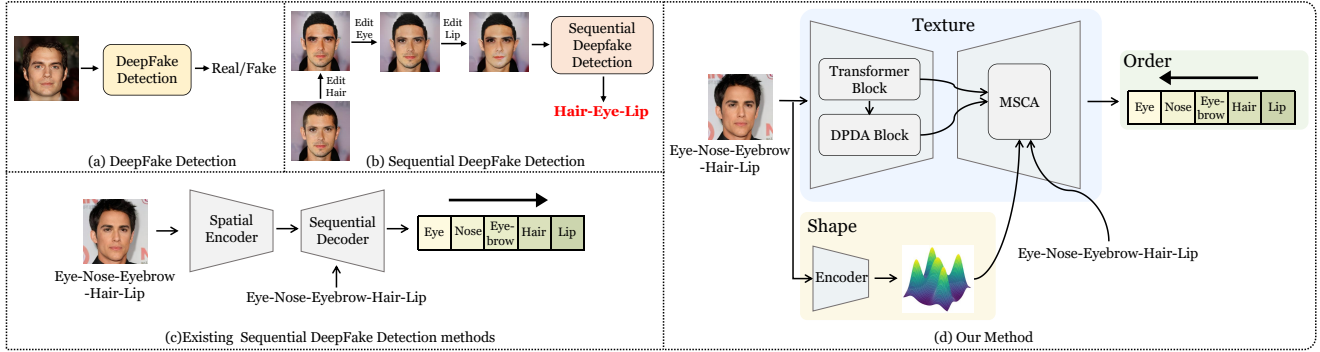 DeepFake
Detection
Real/Fake
(a) DeepFake Detection
Edit
Eye
Edit
Lip
Edit
Hair
Sequential
Deepfake
Detection
Hair-Eye-Lip
(b) Sequential DeepFake Detection
Eye-Nose-Eyebrow
-Hair-Lip
Spatial
Encoder
Sequential
Decoder
Eye-Nose-Eyebrow-Hair-Lip
Eye Nose Eye- Hair Lip
brow
(c)Existing Sequential DeepFake Detection methods
Texture
Transformer
Block
DPDA Block
MSCA
Eye-Nose-Eyebrow
-Hair-Lip
Order
Eye Nose Eye- Hair Lip
brow
Shape
Encoder
Eye-Nose-Eyebrow-Hair-Lip
(d) Our Method